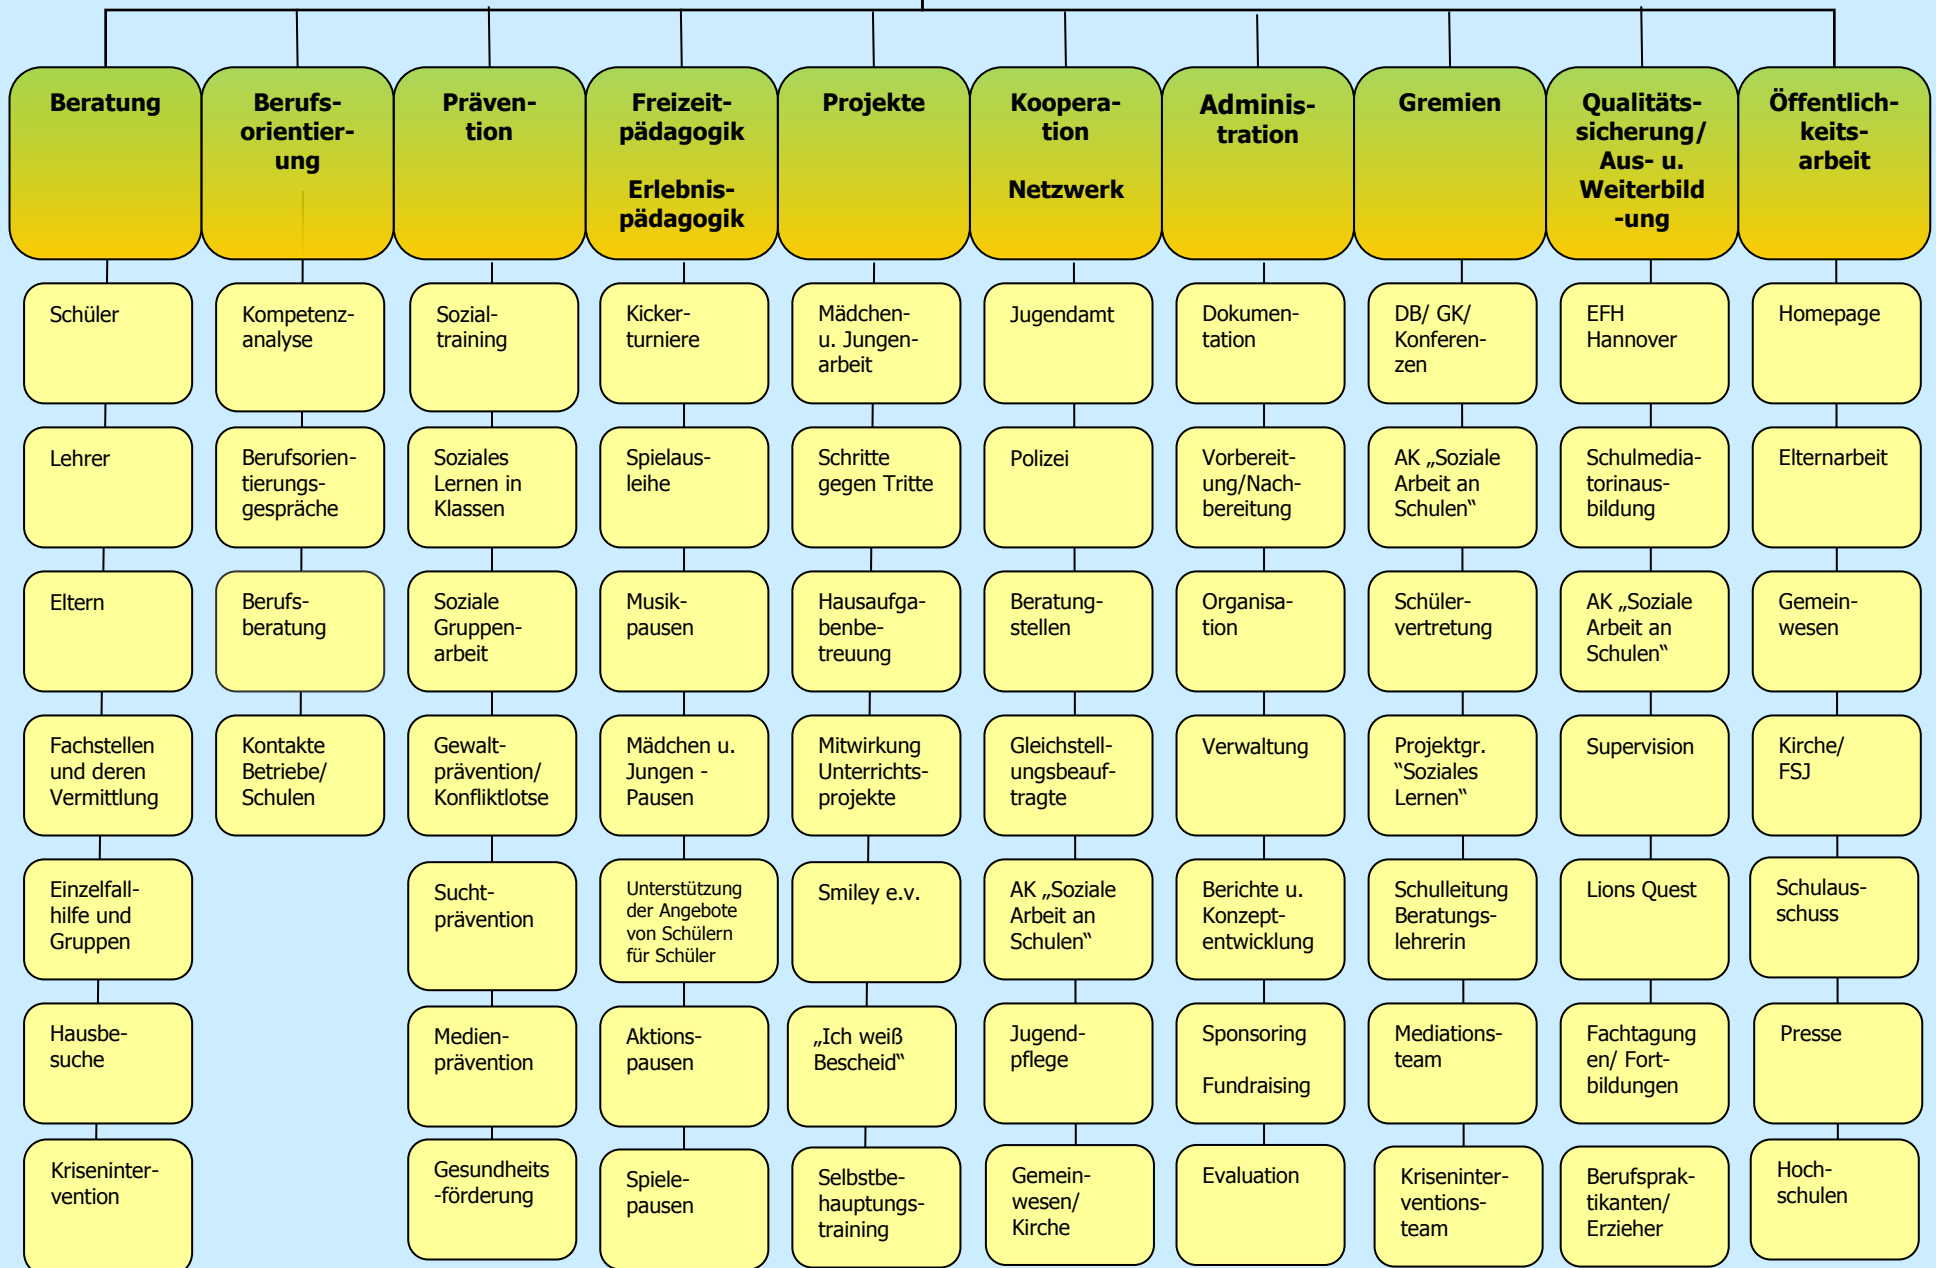 Beratung
Berufs-
orientier-
ung
Präven-
tion
Freizeit-
pädagogik
Erlebnis-
pädagogik
Projekte
Koopera-
tion
Netzwerk
Adminis-
tration
Gremien
Qualitäts-
sicherung/
Aus- u.
Weiterbild
-ung
Öffentlich-
keits-
arbeit
Schüler
Kompetenz-
analyse
Sozial-
training
Kicker-
turniere
Mädchen-
u. Jungen-
arbeit
Jugendamt
Dokumen-
tation
DB/ GK/
Konferen-
zen
EFH
Hannover
Homepage
Lehrer
Berufsorien-
tierungs-
gespräche
Soziales
Lernen in
Klassen
Spielaus-
leihe
Schritte
gegen Tritte
Polizei
Vorbereit-
ung/Nach-
bereitung
AK „Soziale
Arbeit an
Schulen“
Schulmedia-
torinaus-
bildung
Elternarbeit
Eltern
Berufs-
beratung
Soziale
Gruppen-
arbeit
Musik-
pausen
Hausaufga-
benbe-
treuung
Beratung-
stellen
Organisa-
tion
Schüler-
vertretung
AK „Soziale
Arbeit an
Schulen“
Gemein-
wesen
Fachstellen
und deren
Vermittlung
Kontakte
Betriebe/
Schulen
Gewalt-
prävention/
Konfliktlotse
Mädchen u.
Jungen -
Pausen
Mitwirkung
Unterrichts-
projekte
Gleichstell-
ungsbeauf-
tragte
Verwaltung
Projektgr.
“Soziales
Lernen“
Supervision
Kirche/
FSJ
Einzelfall-
hilfe und
Gruppen
Sucht-
prävention
Unterstützung
der Angebote
von Schülern
für Schüler
Smiley e.v.
AK „Soziale
Arbeit an
Schulen“
Berichte u.
Konzept-
entwicklung
Schulleitung
Beratungs-
lehrerin
Lions Quest
Schulaus-
schuss
Hausbe-
suche
Medien-
prävention
Aktions-
pausen
„Ich weiß
Bescheid“
Jugend-
pflege
Sponsoring
Fundraising
Mediations-
team
Fachtagung
en/ Fort-
bildungen
Presse
Kriseninter-
vention
Gesundheits
-förderung
Spiele-
pausen
Selbstbe-
hauptungs-
training
Gemein-
wesen/
Kirche
Evaluation
Kriseninter-
ventions-
team
Berufsprak-
tikanten/
Erzieher
Hoch-
schulen